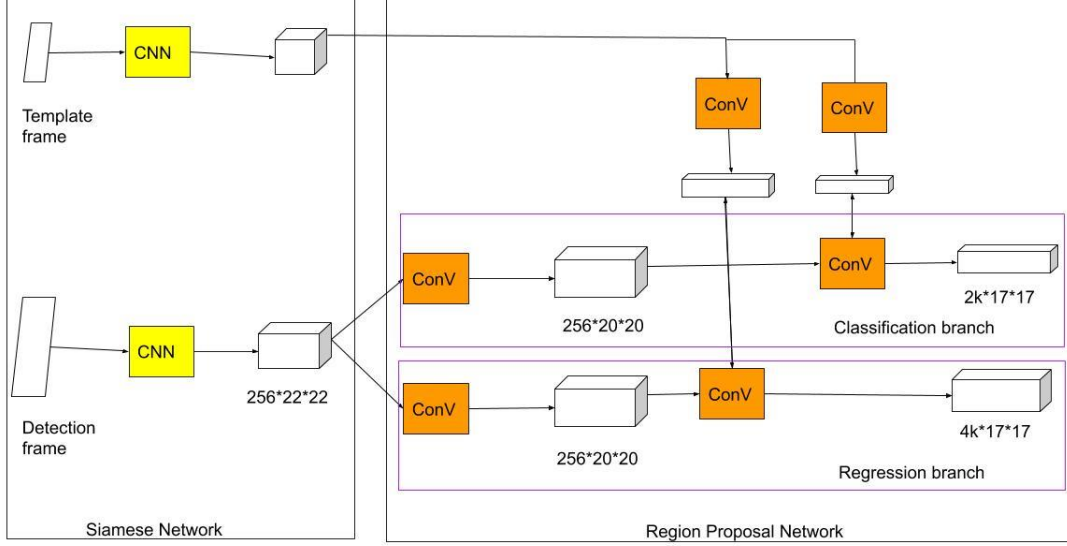 CNN
Template
frame
ConV
ConV
ConV
256*20*20
ConV
2k*17*17
Classification branch
CNN
256*22*22
Detection
frame
ConV
256*20*20
ConV
4k*17*17
Regression branch
Siamese Network
Region Proposal Network